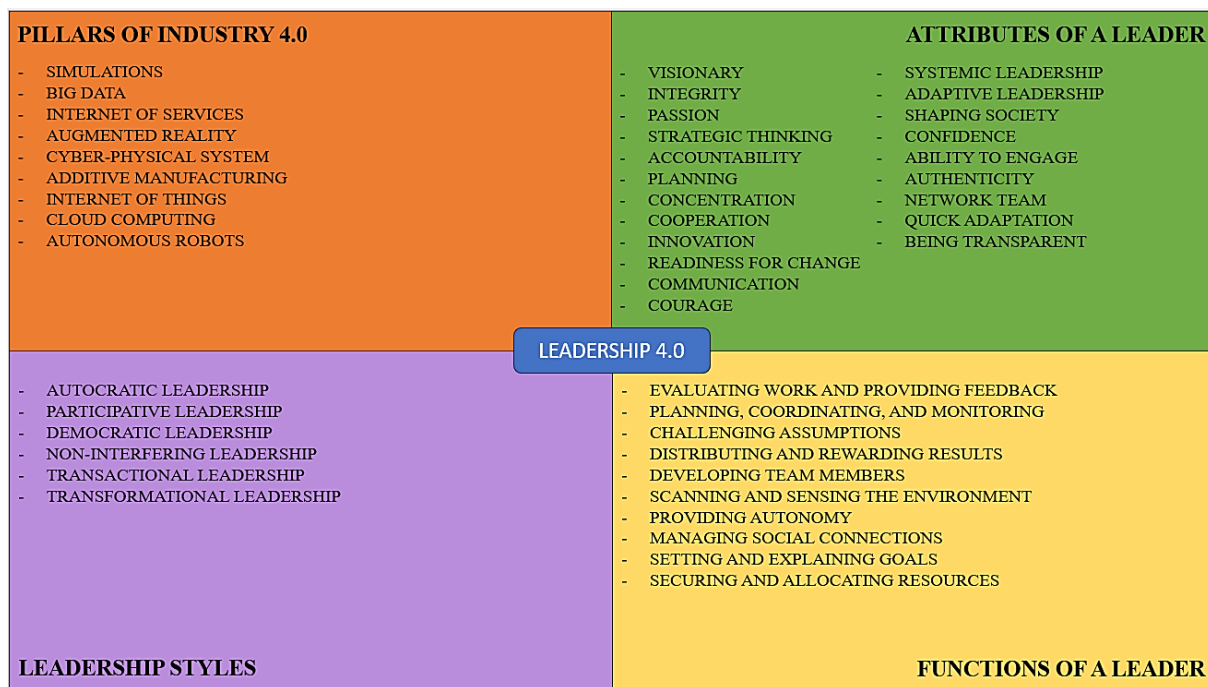 PILLARS OF INDUSTRY 4.0
- SIMULATIONS
- BIG DATA
- INTERNET OF SERVICES
- AUGMENTED REALITY
- CYBER-PHYSICAL SYSTEM
- ADDITIVE MANUFACTURING
- INTERNET OF THINGS
- CLOUD COMPUTING
- AUTONOMOUS ROBOTS
ATTRIBUTES OF A LEADER
- VISIONARY
- INTEGRITY
- PASSION
- STRATEGIC THINKING
- ACCOUNTABILITY
- PLANNING
- CONCENTRATION
- COOPERATION
- INNOVATION
- READINESS FOR CHANGE
- COMMUNICATION
- COURAGE
- SYSTEMIC LEADERSHIP
- ADAPTIVE LEADERSHIP
- SHAPING SOCIETY
- CONFIDENCE
- ABILITY TO ENGAGE
- AUTHENTICITY
- NETWORK TEAM
- QUICK ADAPTATION
- BEING TRANSPARENT
LEADERSHIP 4.0
- AUTOCRATIC LEADERSHIP
- PARTICIPATIVE LEADERSHIP
- DEMOCRATIC LEADERSHIP
- NON-INTERFERING LEADERSHIP
- TRANSACTIONAL LEADERSHIP
- TRANSFORMATIONAL LEADERSHIP
LEADERSHIP STYLES
- EVALUATING WORK AND PROVIDING FEEDBACK
- PLANNING, COORDINATING, AND MONITORING
- CHALLENGING ASSUMPTIONS
- DISTRIBUTING AND REWARDING RESULTS
- DEVELOPING TEAM MEMBERS
- SCANNING AND SENSING THE ENVIRONMENT
- PROVIDING AUTONOMY
- MANAGING SOCIAL CONNECTIONS
- SETTING AND EXPLAINING GOALS
- SECURING AND ALLOCATING RESOURCES
FUNCTIONS OF A LEADER